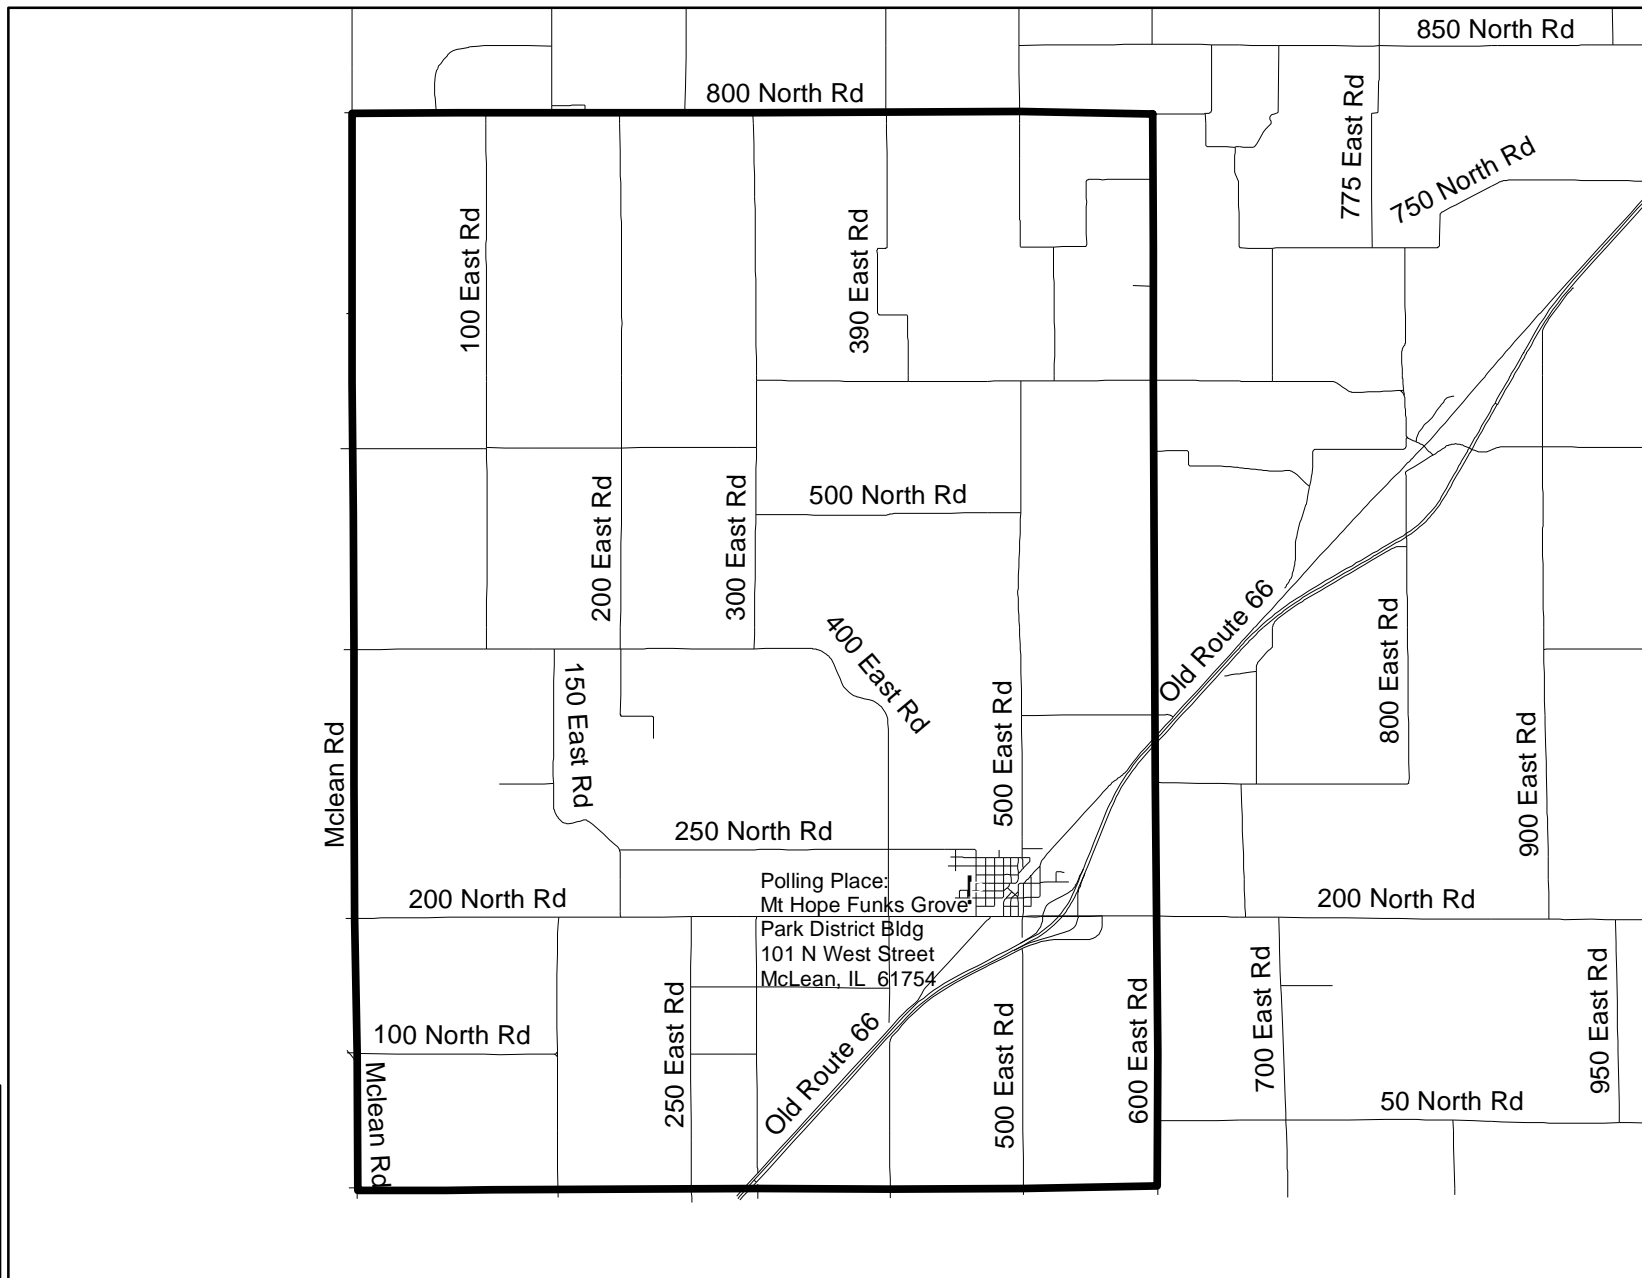 850 North Rd
800 North Rd
775 East Rd
750 North Rd
100 East Rd
390 East Rd
500 North Rd
200 East Rd
300 East Rd
Old Route 66
400 East Rd
800 East Rd
150 East Rd
500 East Rd
Mclean Rd
900 East Rd
250 North Rd
Polling Place:
Mt Hope Funks Grove
Park District Bldg
101 N West Street
McLean, IL 61754
200 North Rd
200 North Rd
700 East Rd
950 East Rd
250 East Rd
600 East Rd
500 East Rd
100 North Rd
Old Route 66
Mclean Rd
50 North Rd